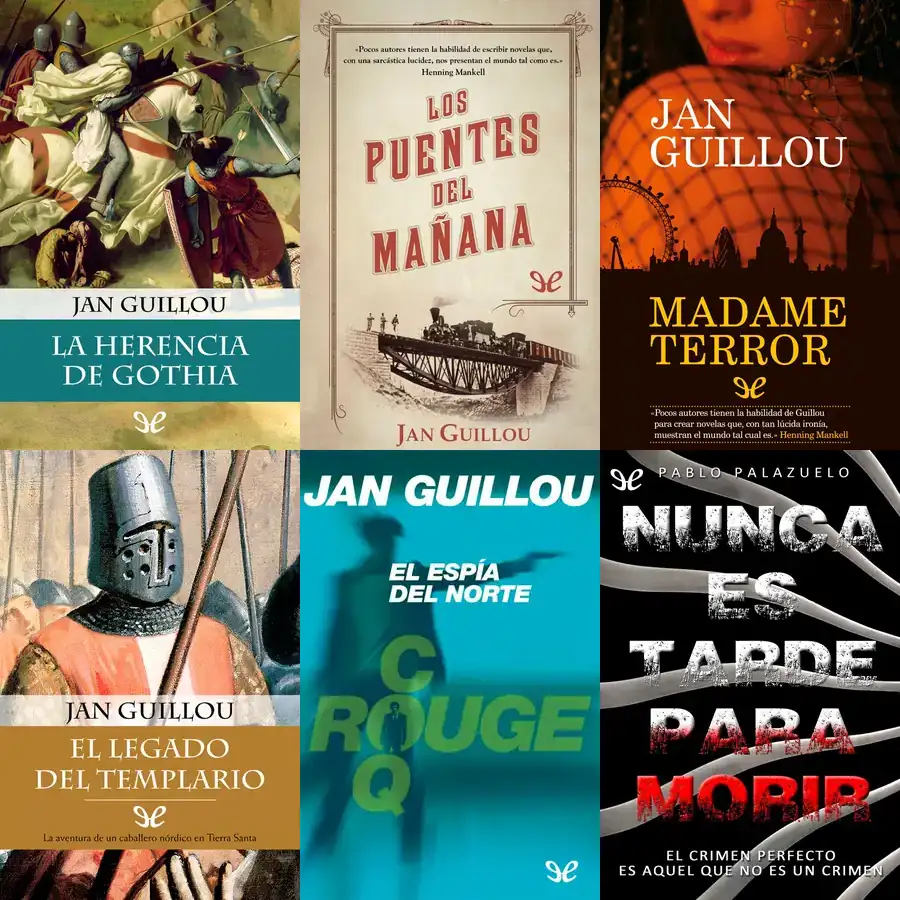 JAN GUILLOU
LA HERENCIA
DE GOTHIA
«Pocos autores tienen la habilidad de escribir novelas que,
con una sarcástica lucidez, nos presentan el mundo tal como es.»
Henning Mankell
LOS
PUENTES
DEL
MAÑANA
JAN GUILLOU
JAN
GUILLOU
MADAME
TERROR
«Pocos autores tienen la habilidad de Guillou
para crear novelas que, con tan lúcida ironía,
muestran el mundo tal cual es.» Henning Mankell
JAN GUILLOU
EL LEGADO
DEL TEMPLARIO
La aventura de un caballero nórdico en Tierra Santa
JAN GUILLOU
EL ESPÍA
DEL NORTE
COQ
ROUGE
PABLO PALAZUELO
NUNCA
ES
TARDE
PARA
MORIR
EL CRIMEN PERFECTO
ES AQUEL QUE NO ES UN CRIMEN